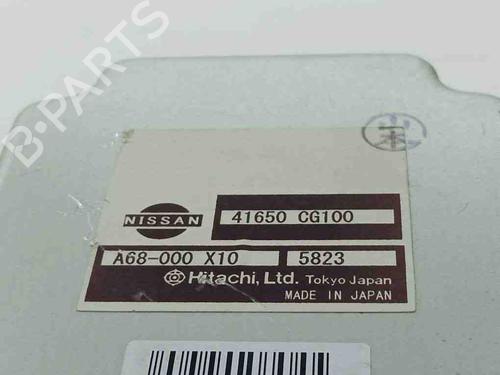 B-PARTS
NISSAN
41650 CG100
A68-000 X10
5823
Hitachi, Ltd. Tokyo Japan
MADE IN JAPAN